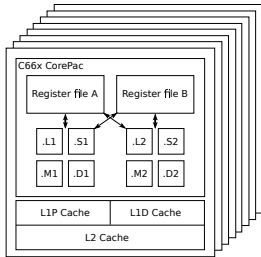 C66x CorePac
Register file A Register file B
.L1 .S1 .L2 .S2
.M1 .D1 .M2 .D2
L1P Cache L1D Cache
L2 Cache